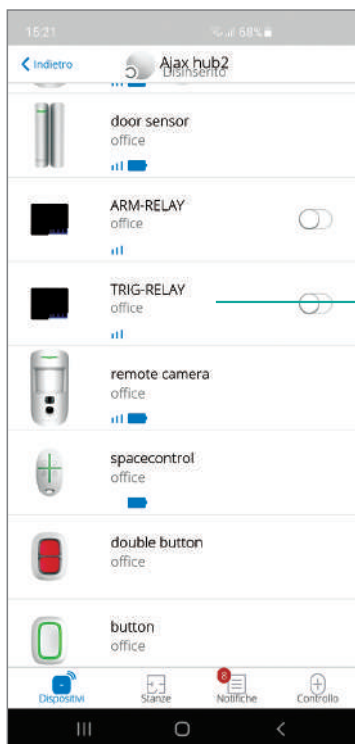 15:21 68%
Indietro
Ajax hub2
Disinserito
door sensor
office
ARM-RELAY
office
TRIG-RELAY
office
remote camera
office
spacecontrol
office
double button
office
button
office
8
Dispositivi Stanze Notifiche Controllo